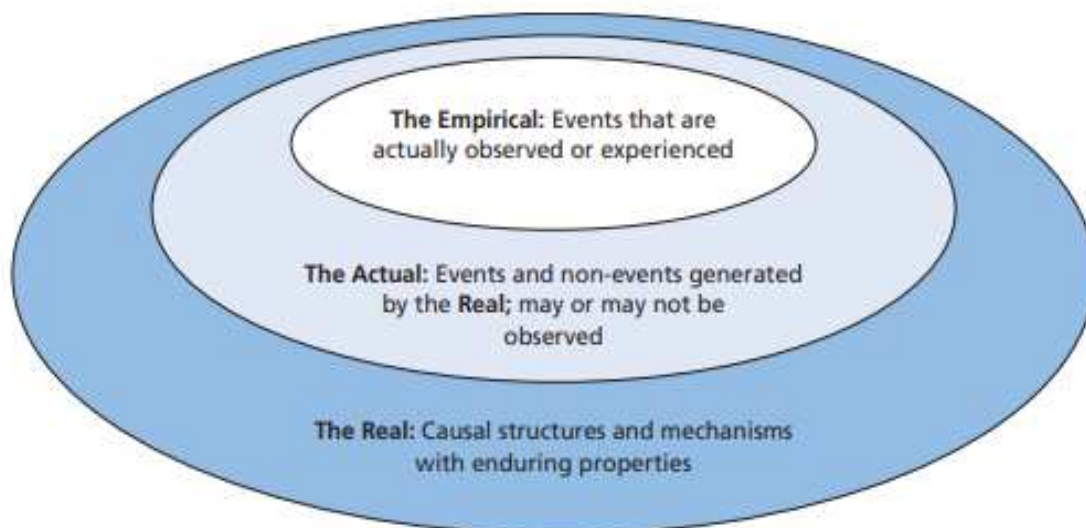 The Empirical: Events that are
actually observed or experienced
The Actual: Events and non-events generated
by the Real; may or may not be
observed
The Real: Causal structures and mechanisms
with enduring properties